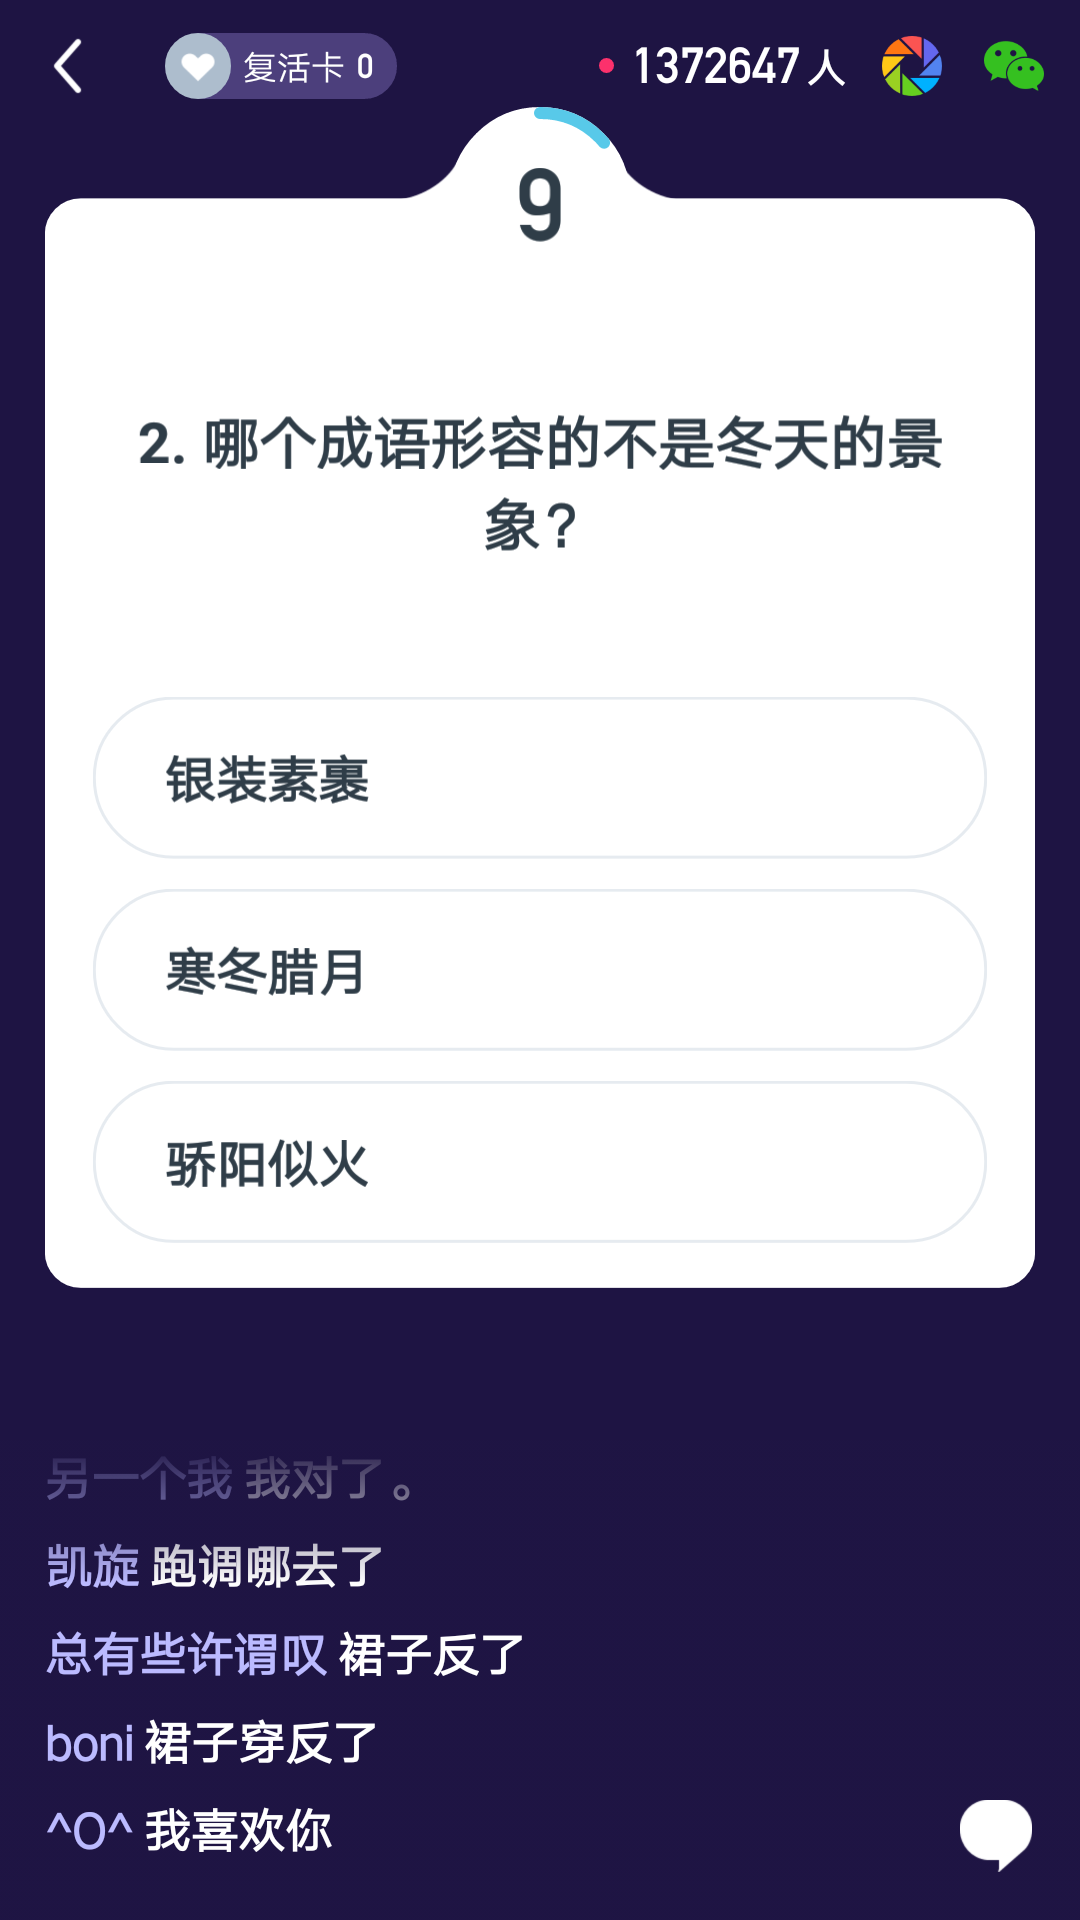 复活卡 0
1372647 人
9
2. 哪个成语形容的不是冬天的景
象?
银装素裹
寒冬腊月
骄阳似火
另一个我 我对了。
凯旋 跑调哪去了
总有些许谓叹 裙子反了
boni 裙子穿反了
^O^ 我喜欢你